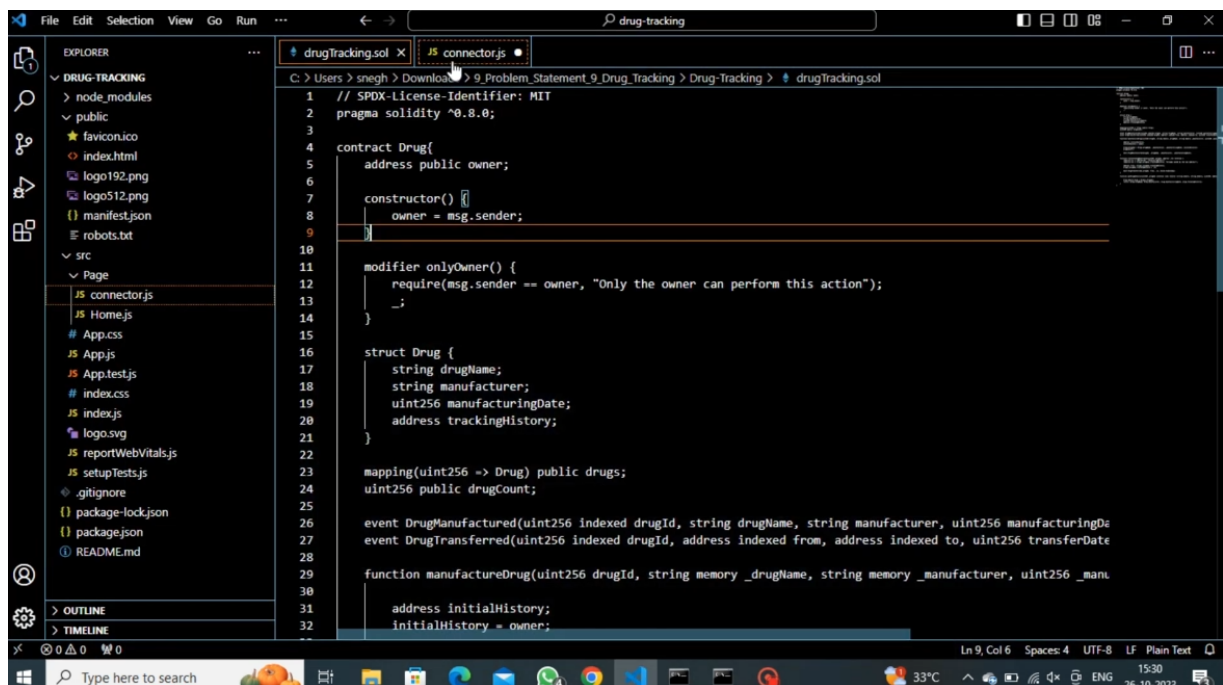 File Edit Selection View Go Run ··· drug-tracking
EXPLORER ···
DRUG-TRACKING
node_modules
public
favicon.ico
index.html
logo192.png
logo512.png
manifest.json
robots.txt
src
Page
JS connector.js
JS Home.js
# App.css
JS App.js
JS App.test.js
# index.css
JS index.js
logo.svg
JS reportWebVitals.js
JS setupTests.js
.gitignore
{} package-lock.json
{} package.json
README.md
OUTLINE
TIMELINE
drugTracking.sol JS connector.js
C: > Users > snegh > > 9_Problem_Statement_9_Drug_Tracking > Drug-Tracking > drugTracking.sol
1 // SPDX-License-Identifier: MIT
2 pragma solidity ^0.8.0;
3
4 contract Drug{
5 address public owner;
6
7 constructor() {
8 owner = msg.sender;
9 }
10
11 modifier onlyOwner() {
12 require(msg.sender == owner, "Only the owner can perform this action");
13 _;
14 }
15
16 struct Drug {
17 string drugName;
18 string manufacturer;
19 uint256 manufacturingDate;
20 address trackingHistory;
21 }
22
23 mapping(uint256 => Drug) public drugs;
24 uint256 public drugCount;
25
26 event DrugManufactured(uint256 indexed drugId, string drugName, string manufacturer, uint256 manufacturingDa
27 event DrugTransferred(uint256 indexed drugId, address indexed from, address indexed to, uint256 transferDate
28
29 function manufactureDrug(uint256 drugId, string memory _drugName, string memory _manufacturer, uint256 _manu
30
31 address initialHistory;
32 initialHistory = owner;
0 0 0 Ln 9, Col 6 Spaces: 4 UTF-8 LF Plain Text
Type here to search 33°C ENG 15:30
26-10-2023